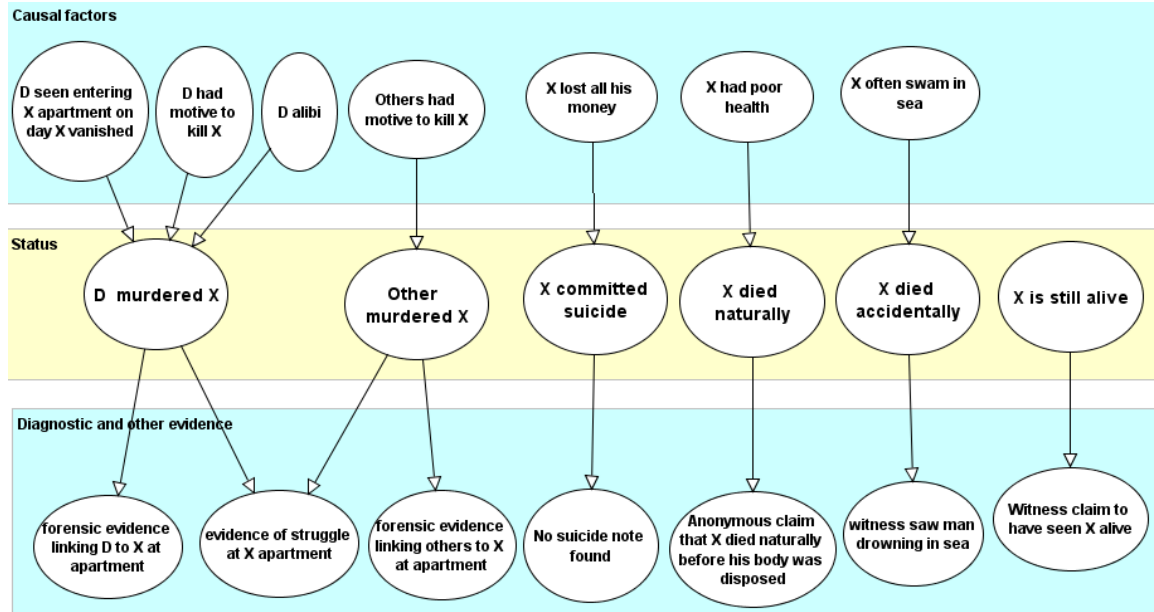 Causal factors
D seen entering
X apartment on
day X vanished
D had
motive to
kill X
D alibi
Others had
motive to kill X
X lost all his
money
X had poor
health
X often swam in
sea
Status
D murdered X
Other
murdered X
X committed
suicide
X died
naturally
X died
accidentally
X is still alive
Diagnostic and other evidence
forensic evidence
linking D to X at
apartment
evidence of struggle
at X apartment
forensic evidence
linking others to X
at apartment
No suicide note
found
Anonymous claim
that X died naturally
before his body was
disposed
witness saw man
drowning in sea
Witness claim to
have seen X alive